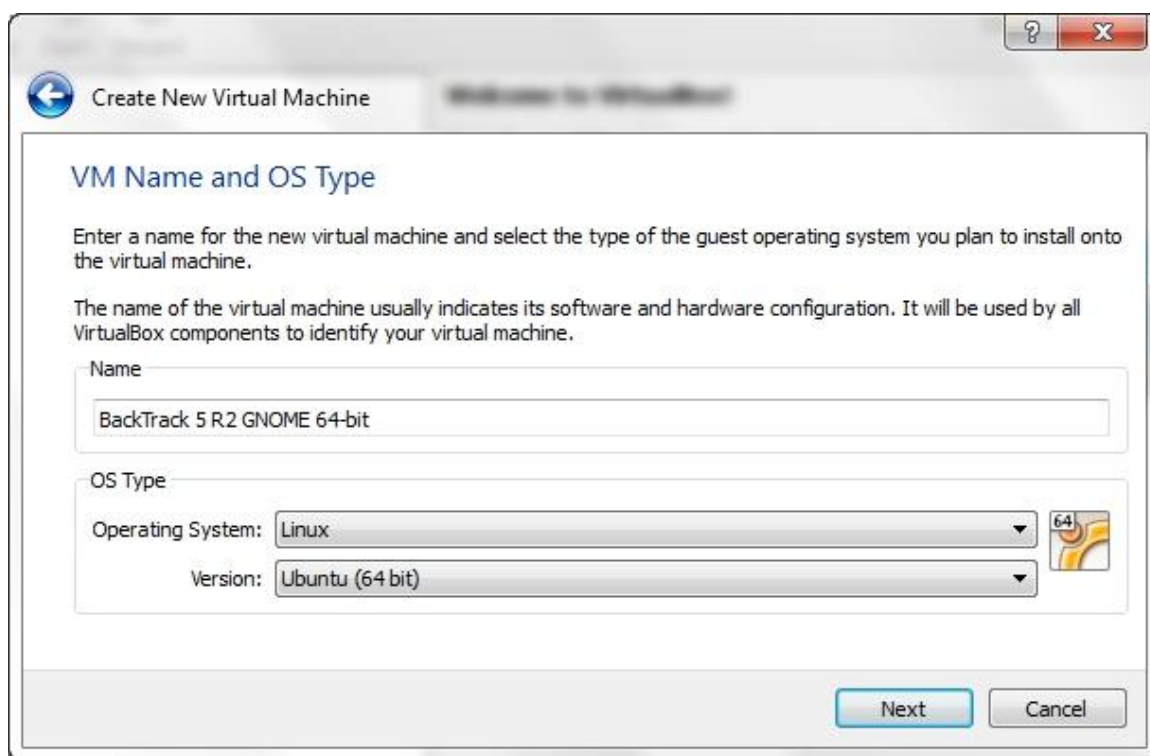 Create New Virtual Machine
Welcome to VirtualBox!
VM Name and OS Type
Enter a name for the new virtual machine and select the type of the guest operating system you plan to install onto
the virtual machine.
The name of the virtual machine usually indicates its software and hardware configuration. It will be used by all
VirtualBox components to identify your virtual machine.
Name
BackTrack 5 R2 GNOME 64-bit
OS Type
Operating System: Linux
64
Version: Ubuntu (64 bit)
Next Cancel